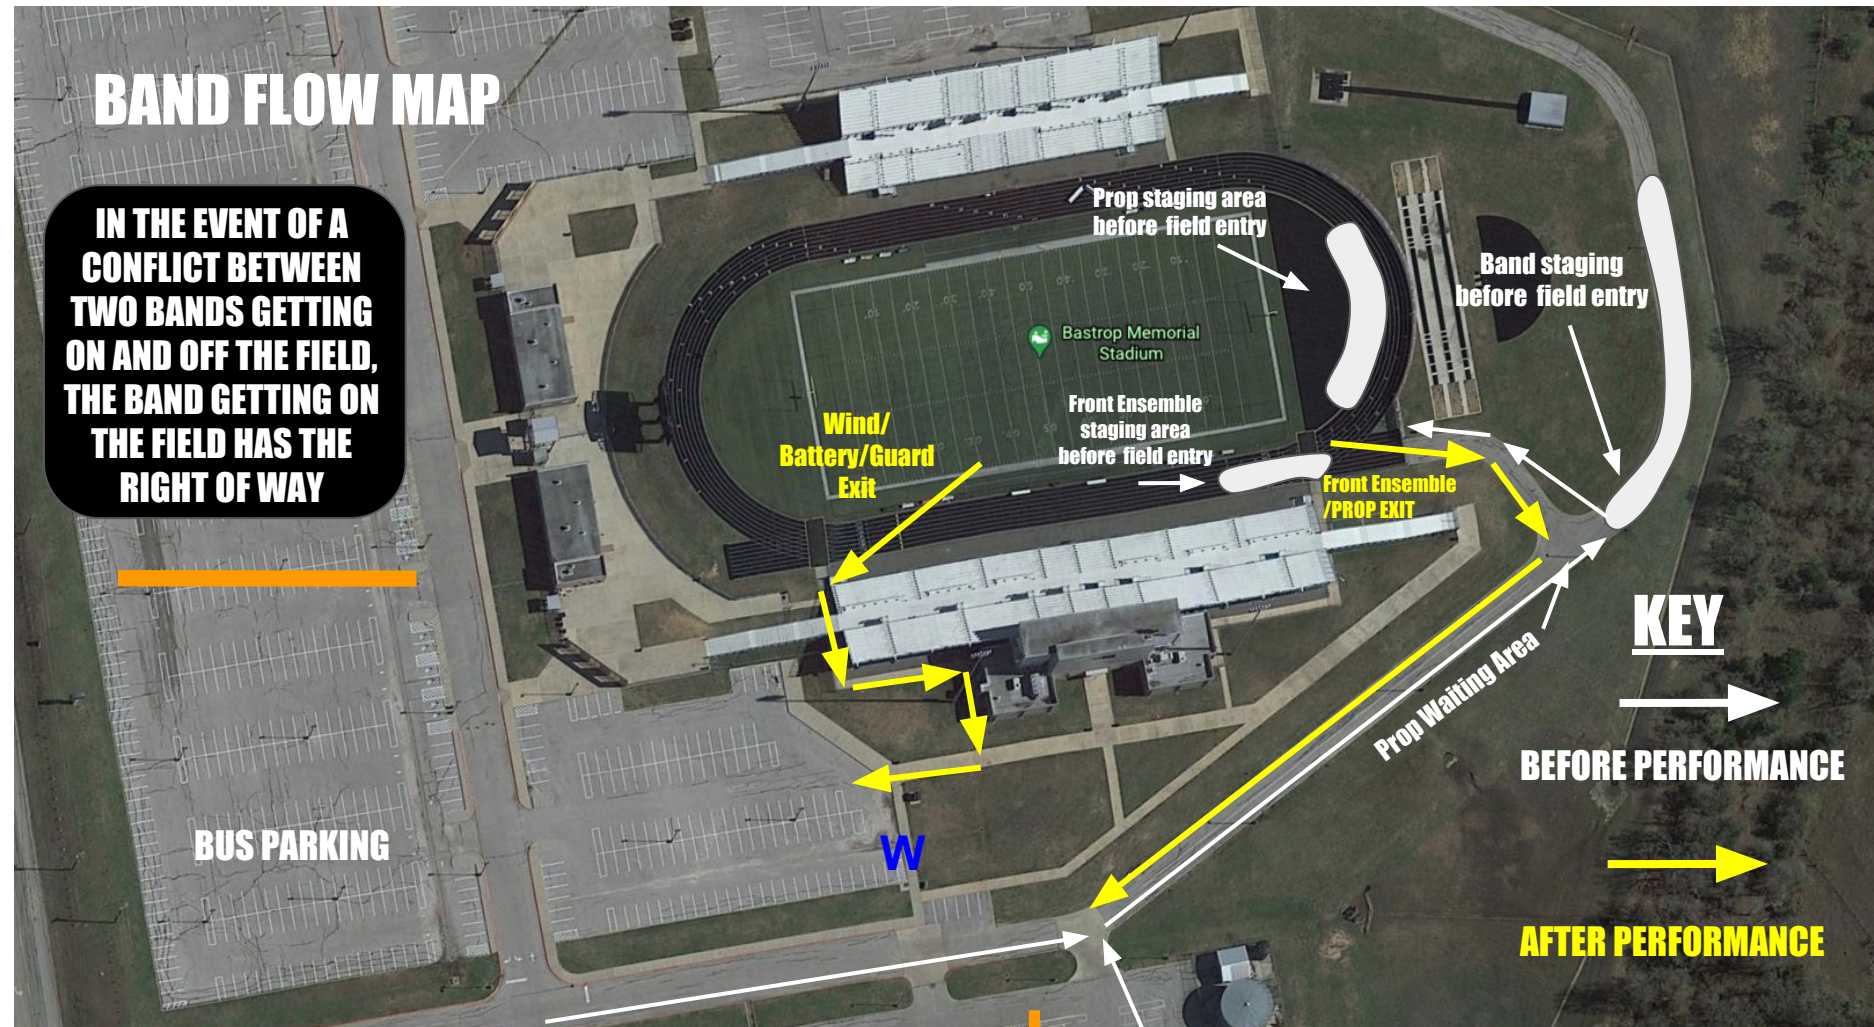 BAND FLOW MAP
IN THE EVENT OF A
CONFLICT BETWEEN
TWO BANDS GETTING
ON AND OFF THE FIELD,
THE BAND GETTING ON
THE FIELD HAS THE
RIGHT OF WAY
Prop staging area
before field entry
Band staging
before field entry
Bastrop Memorial
Stadium
Wind/
Battery/Guard
Exit
Front Ensemble
staging area
before field entry
Front Ensemble
/PROP EXIT
Prop Waiting Area
BUS PARKING
W
KEY
BEFORE PERFORMANCE
AFTER PERFORMANCE